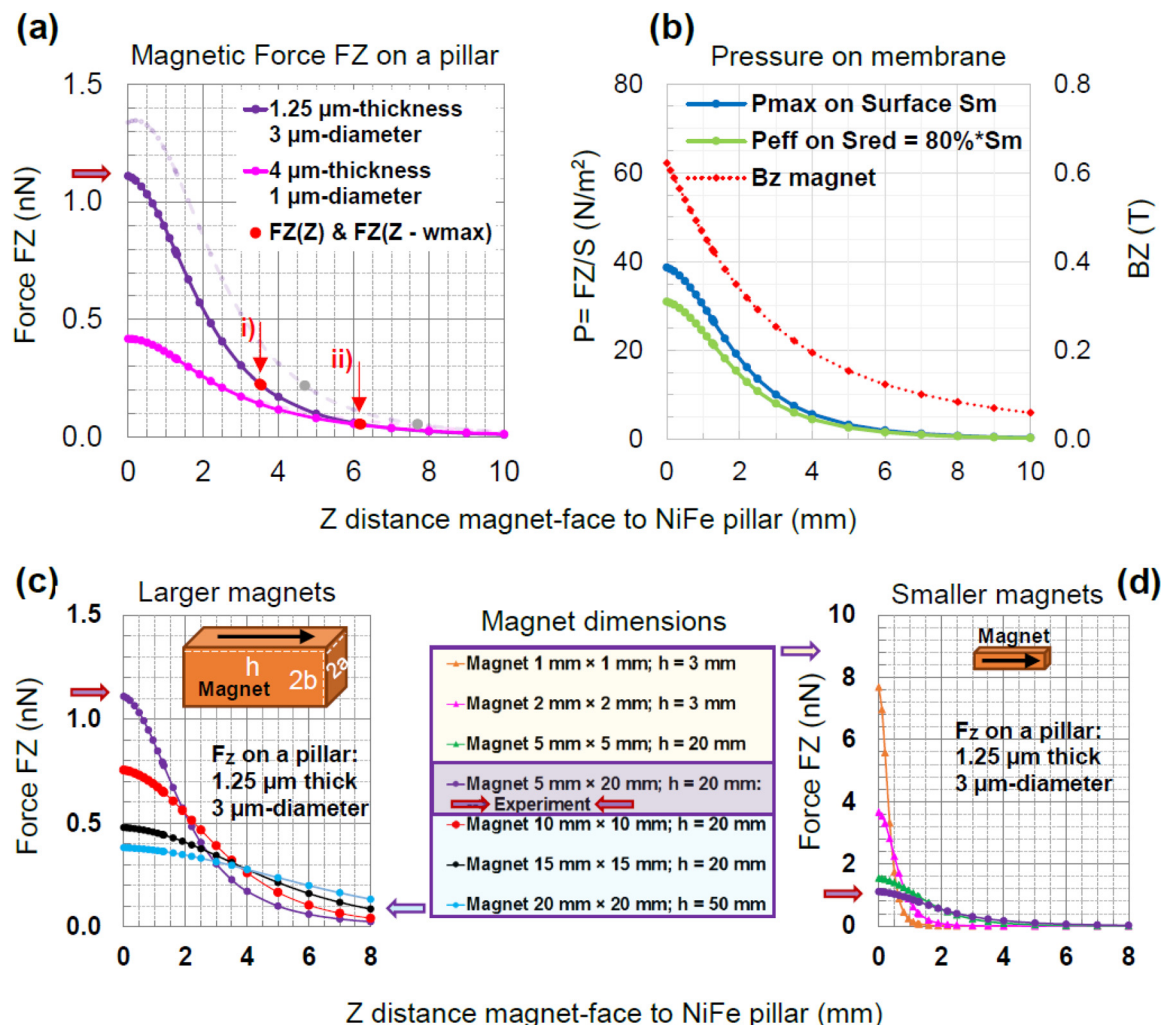 (a)
Magnetic Force FZ on a pillar
1.5
1.0
0.5
0.0
Force FZ (nN)
1.25 µm-thickness
3 µm-diameter
4 µm-thickness
1 µm-diameter
FZ(Z) & FZ(Z - wmax)
i)
ii)
0 2 4 6 8 10
(b)
Pressure on membrane
80
60
40
20
0
P= FZ/S (N/m²)
Pmax on Surface Sm
Peff on Sred = 80%*Sm
Bz magnet
0.8
0.6
0.4
0.2
0.0
BZ (T)
0 2 4 6 8 10
Z distance magnet-face to NiFe pillar (mm)
(c)
Larger magnets
1.5
1.0
0.5
0.0
Force FZ (nN)
h
Magnet
2b
2a
Fz on a pillar:
1.25 µm thick
3 µm-diameter
0 2 4 6 8
Magnet dimensions
Magnet 1 mm × 1 mm; h = 3 mm
Magnet 2 mm × 2 mm; h = 3 mm
Magnet 5 mm × 5 mm; h = 20 mm
Magnet 5 mm × 20 mm; h = 20 mm:
Experiment
Magnet 10 mm × 10 mm; h = 20 mm
Magnet 15 mm × 15 mm; h = 20 mm
Magnet 20 mm × 20 mm; h = 50 mm
(d)
Smaller magnets
10
8
6
4
2
0
Force FZ (nN)
Magnet
Fz on a pillar:
1.25 µm thick
3 µm-diameter
0 2 4 6 8
Z distance magnet-face to NiFe pillar (mm)